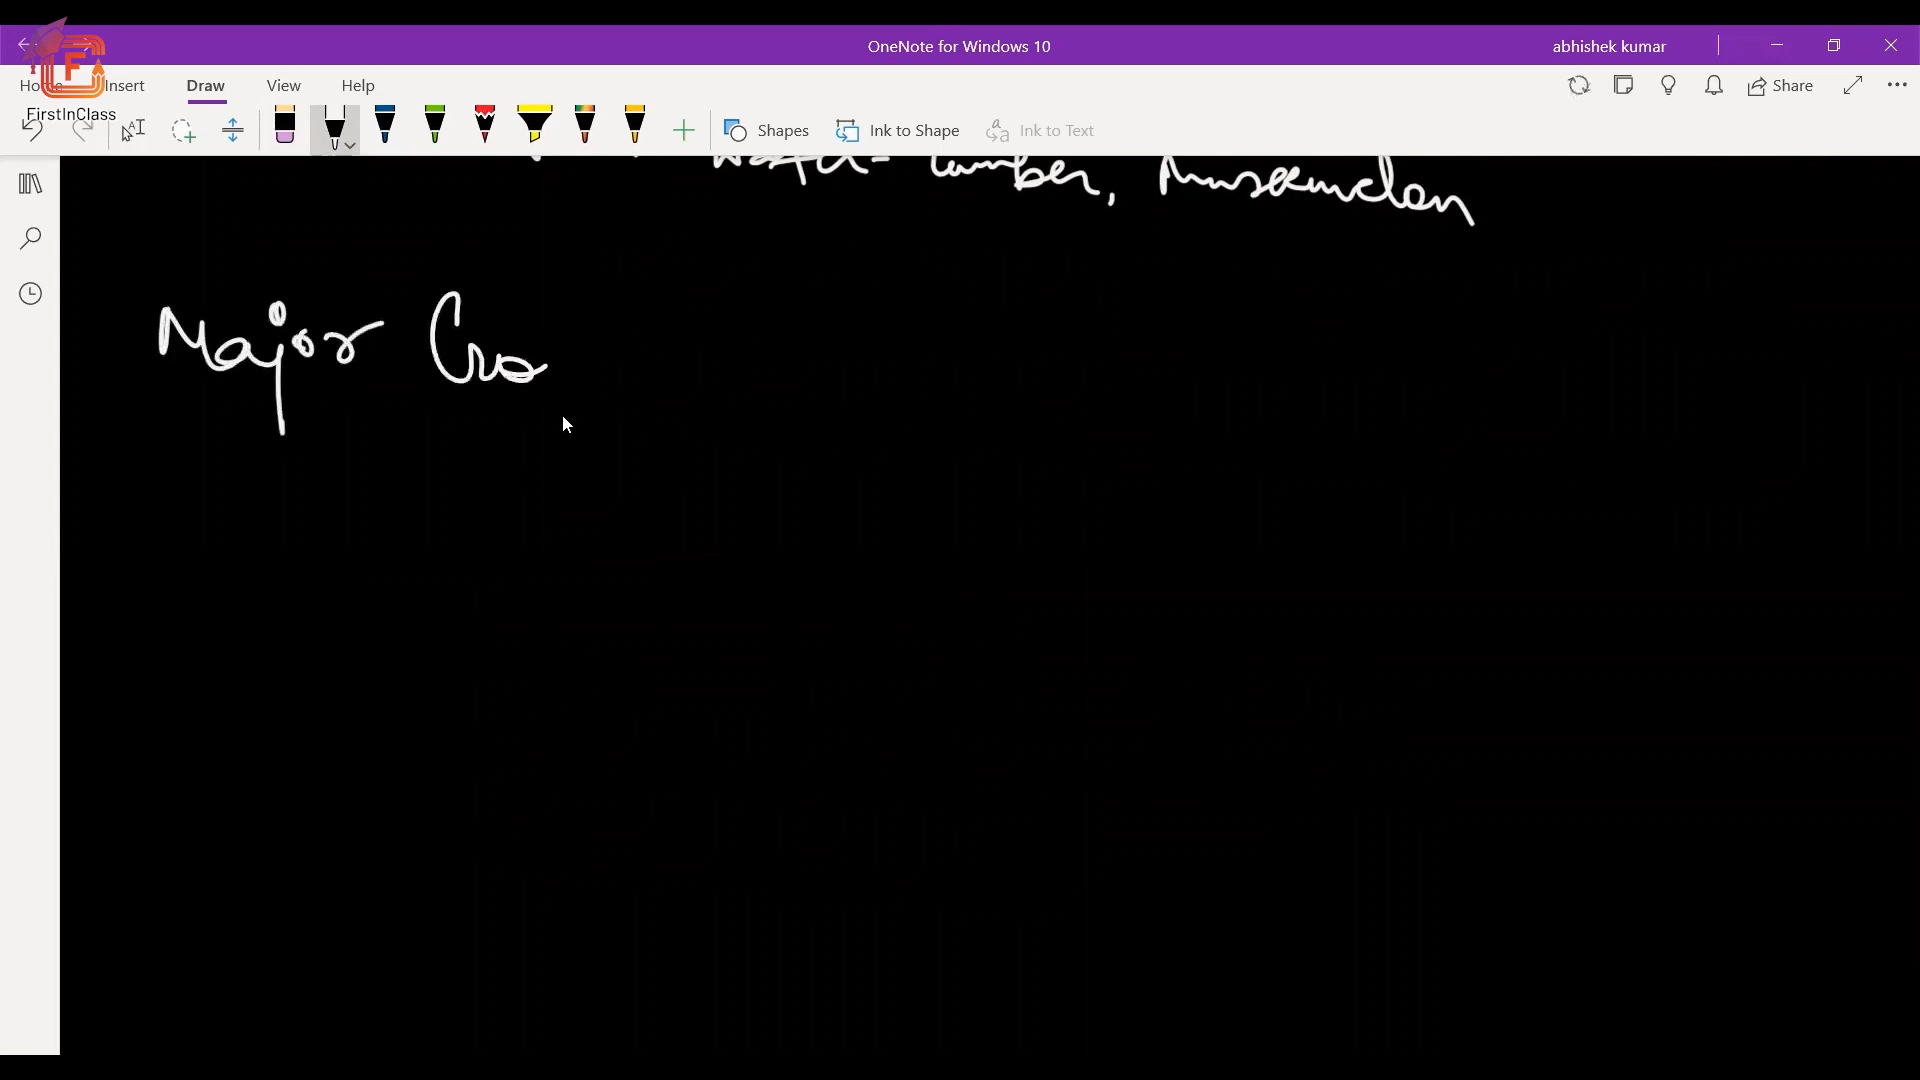 OneNote for Windows 10
abhishek kumar
Insert
Draw
View
Help
Share
FirstInClass
Shapes
Ink to Shape
Ink to Text
Major Cro